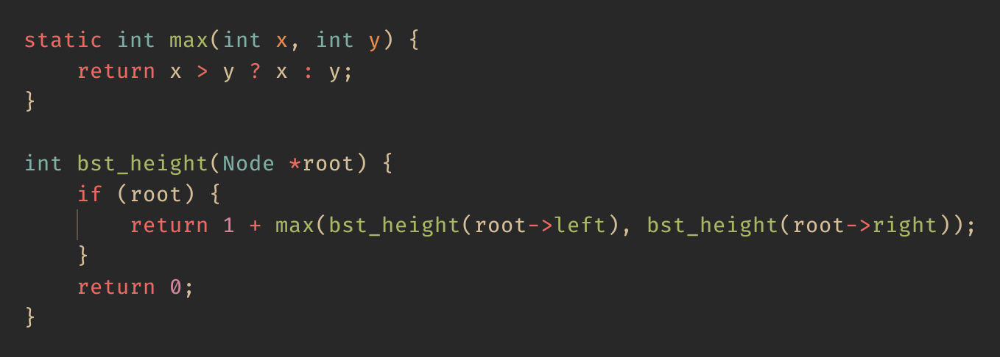 static int max(int x, int y) {
    return x > y ? x : y;
}

int bst_height(Node *root) {
    if (root) {
        return 1 + max(bst_height(root->left), bst_height(root->right));
    }
    return 0;
}